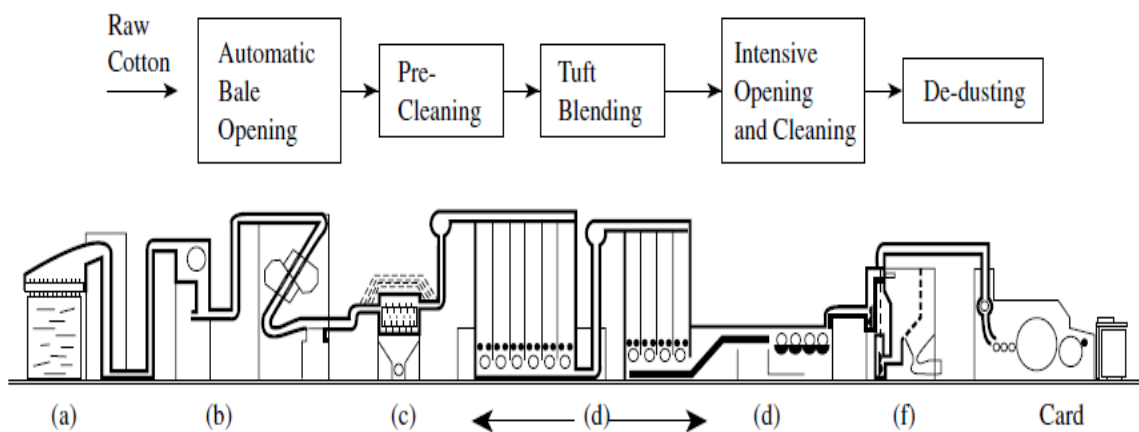 Raw
Cotton
Automatic
Bale
Opening
Pre-
Cleaning
Tuft
Blending
Intensive
Opening
and Cleaning
De-dusting
(a) (b) (c) (d) (d) (f) Card